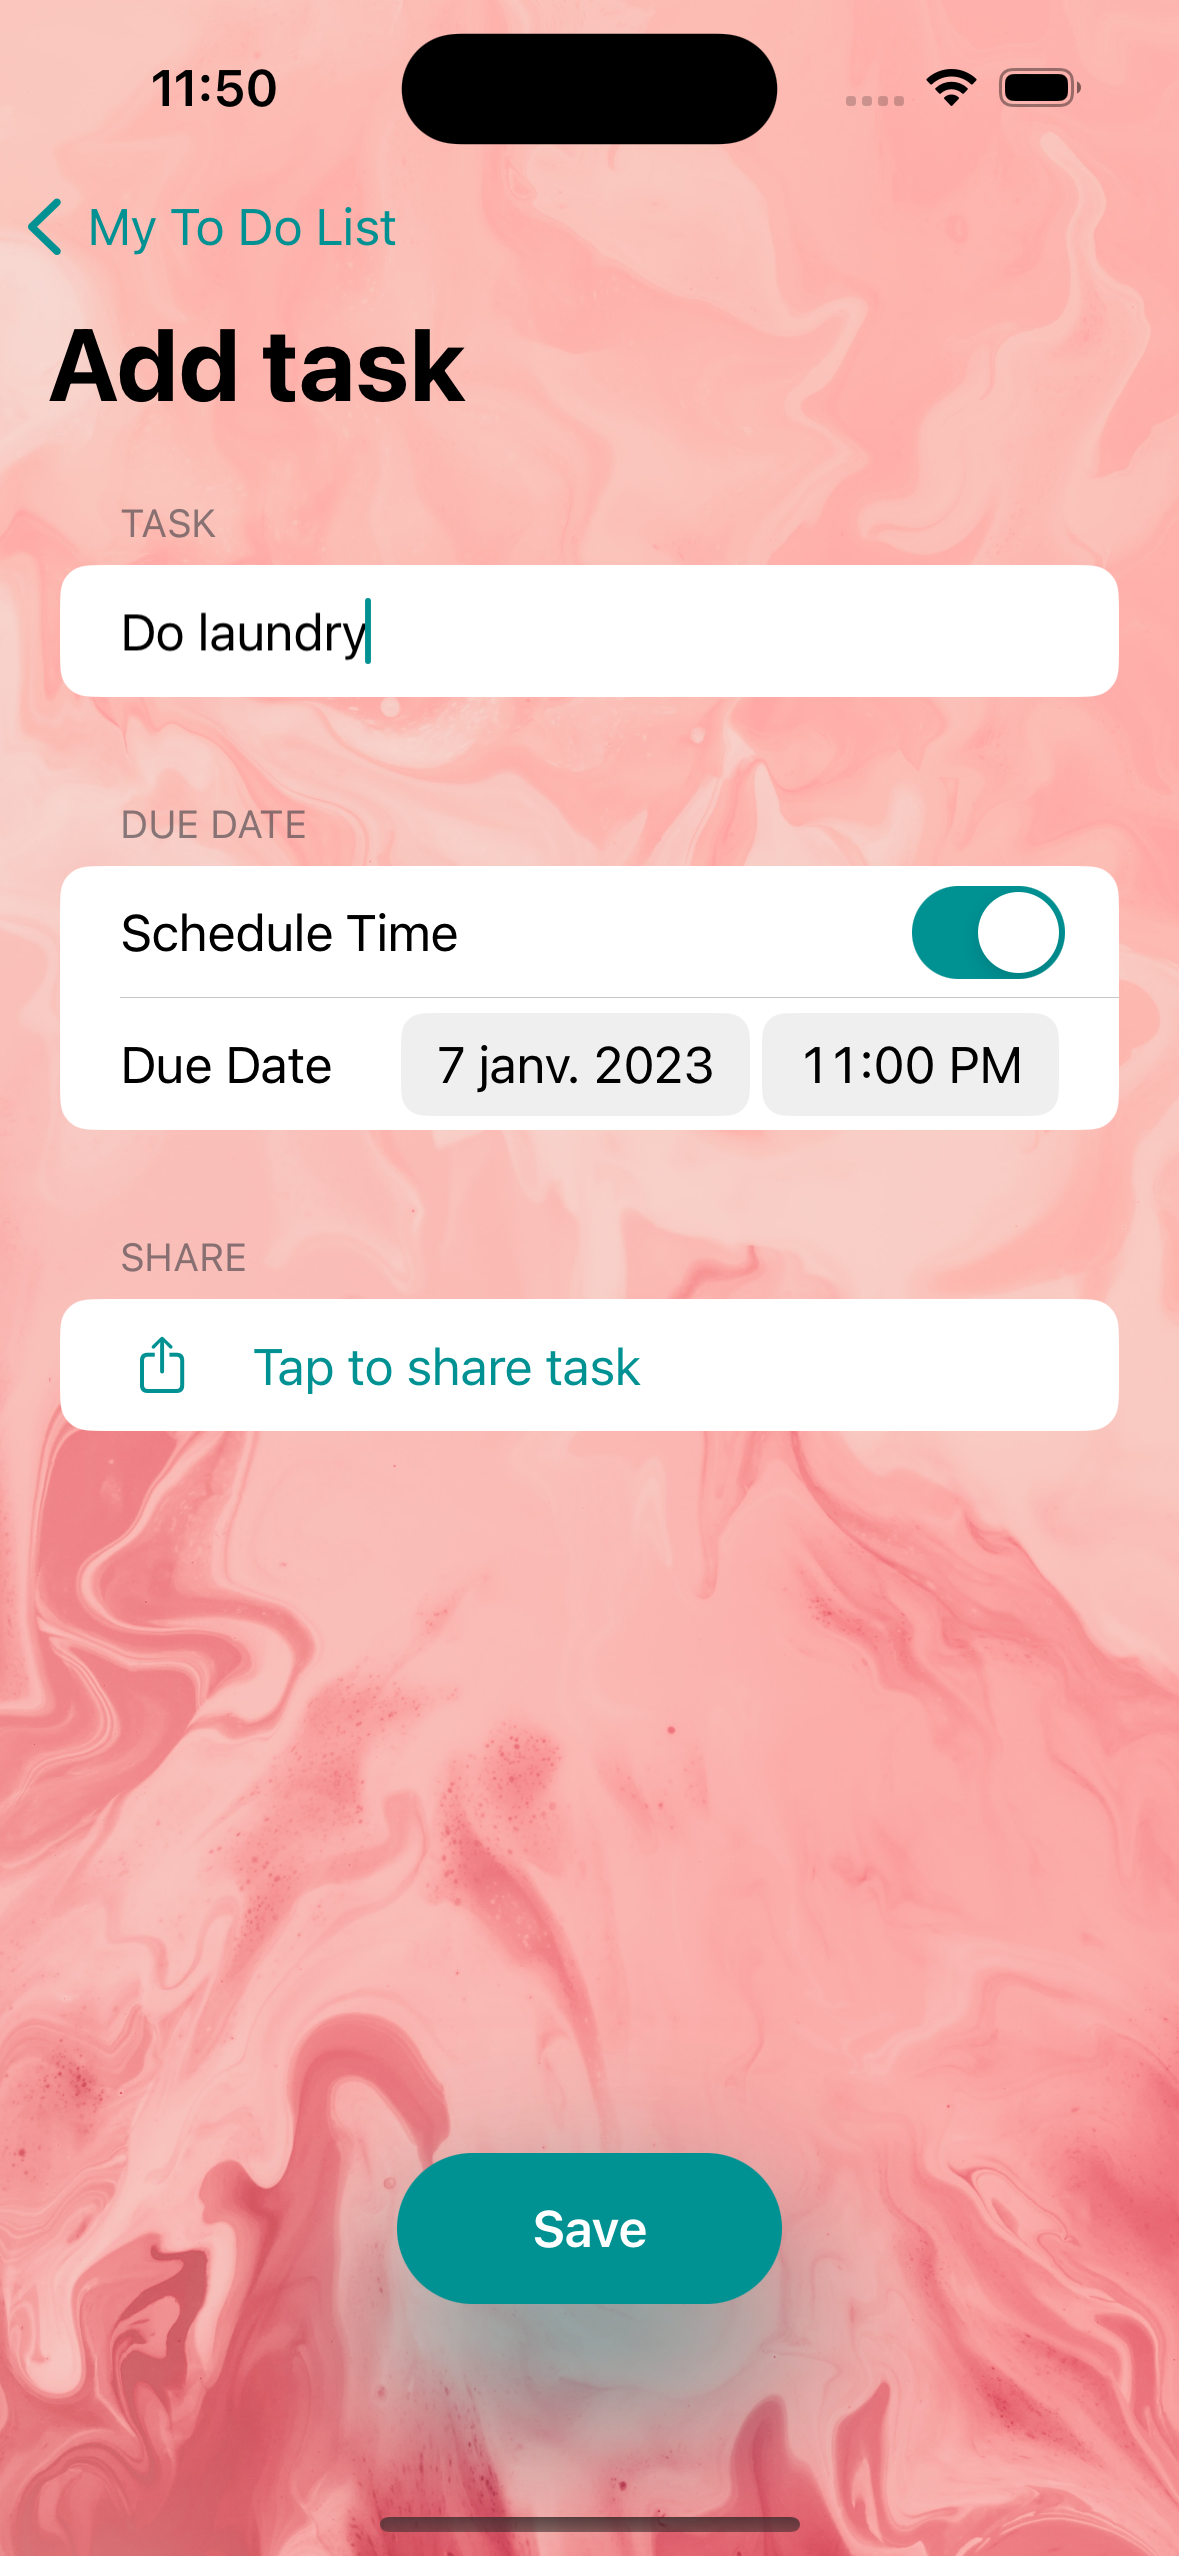 11:50
My To Do List
Add task
TASK
Do laundry
DUE DATE
Schedule Time
Due Date 7 janv. 2023 11:00 PM
SHARE
Tap to share task
Save